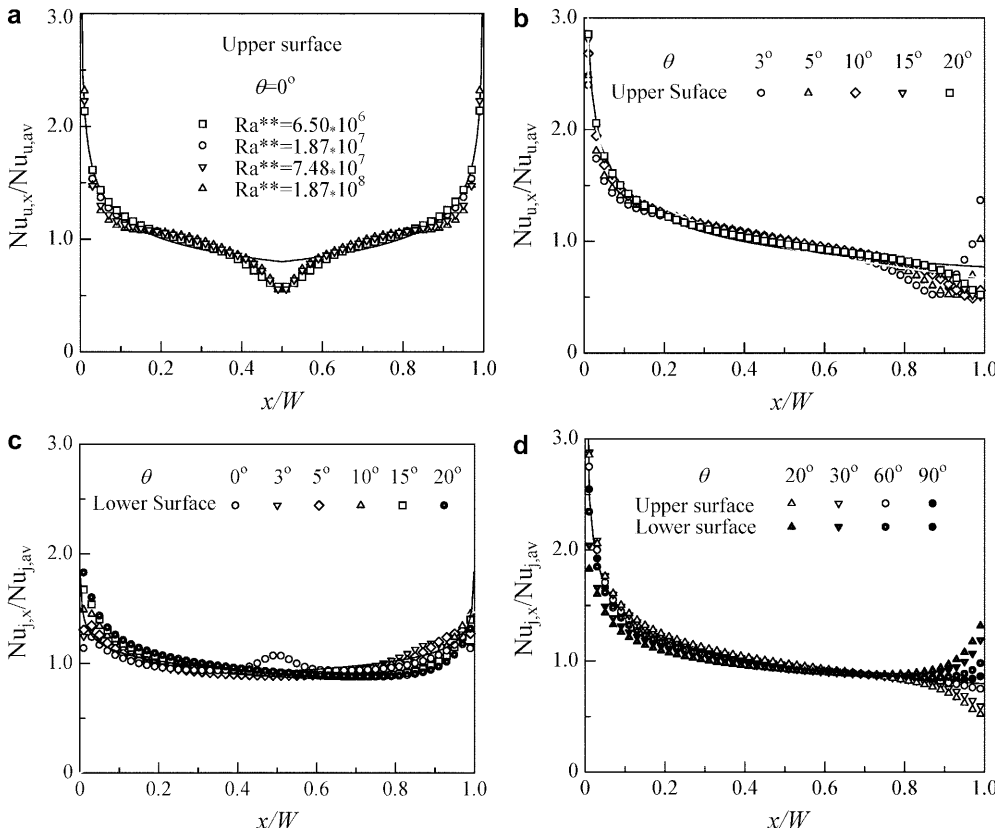 a
Upper surface
θ=0°
Ra**=6.50*10^6
Ra**=1.87*10^7
Ra**=7.48*10^7
Ra**=1.87*10^8
Nu_u,x/Nu_u,av
3.0
2.0
1.0
0
0 0.2 0.4 0.6 0.8 1.0
x/W
b
θ 3° 5° 10° 15° 20°
Upper Suface
Nu_u,x/Nu_u,av
3.0
2.0
1.0
0
0 0.2 0.4 0.6 0.8 1.0
x/W
c
θ 0° 3° 5° 10° 15° 20°
Lower Surface
Nu_j,x/Nu_j,av
3.0
2.0
1.0
0
0 0.2 0.4 0.6 0.8 1.0
x/W
d
θ 20° 30° 60° 90°
Upper surface
Lower surface
Nu_j,x/Nu_j,av
3.0
2.0
1.0
0
0 0.2 0.4 0.6 0.8 1.0
x/W